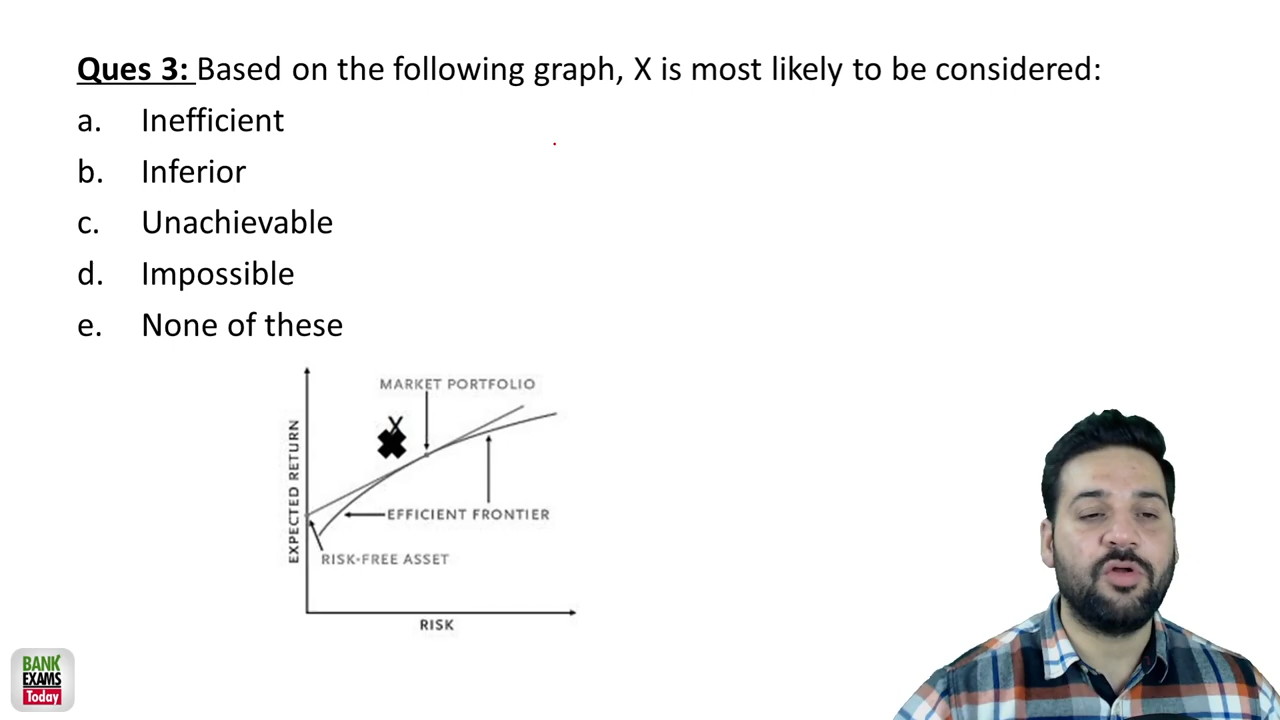 Ques 3: Based on the following graph, X is most likely to be considered:
a. Inefficient
b. Inferior
c. Unachievable
d. Impossible
e. None of these
MARKET PORTFOLIO
X
EXPECTED RETURN
EFFICIENT FRONTIER
RISK-FREE ASSET
RISK
BANK
EXAMS
Today